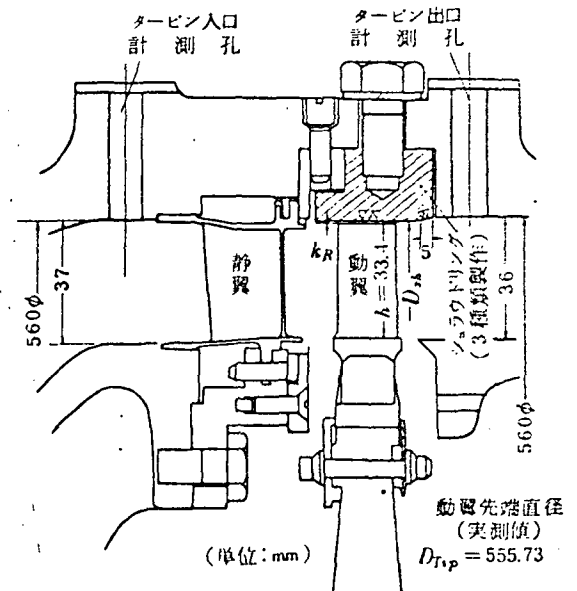 タービン入口
計測孔
タービン出口
計測孔
静翼
動翼
k_R
h=33.4
D_sh
5
シュラウドリング
(3種類製作)
560φ
37
36
560φ
動翼先端直径
(実測値)
D_Tip=555.73
(単位:mm)